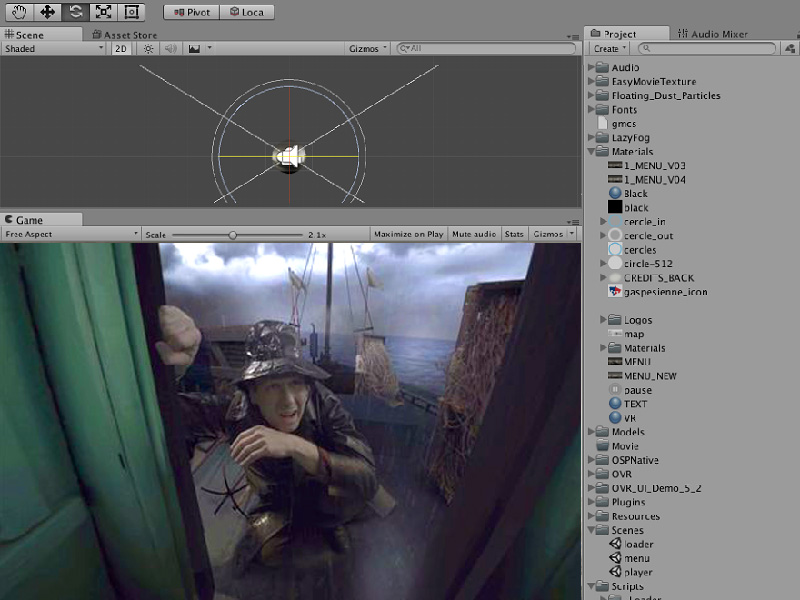 Pivot Loca
Scene Asset Store
Shaded 2D Gizmos All
Game
Free Aspect Scale 2.1x Maximize on Play Mute audio Stats Gizmos
Project Audio Mixer
Create
Audio
EasyMovieTexture
Floating_Dust_Particles
Fonts
gmcs
LazyFog
Materials
1_MENU_V03
1_MENU_V04
Black
black
cercle_in
cercle_out
cercles
circle-512
CREDITS_BACK
gaspesienne_icon
Logos
map
Materials
MENU
MENU_NEW
pause
TEXT
VR
Models
Movie
OSPNative
OVR
OVR_UI_Demo_5_2
Plugins
Resources
Scenes
loader
menu
player
Scripts
Loader